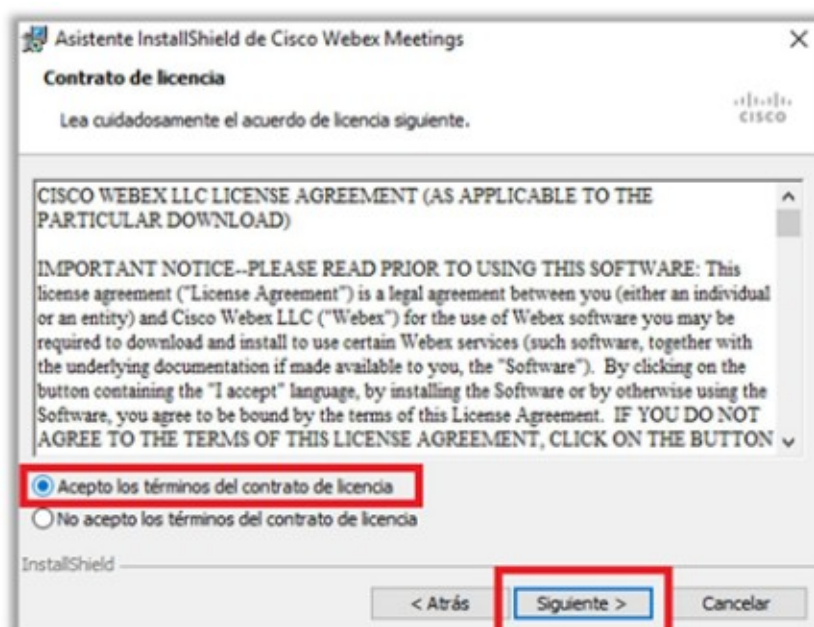 Asistente InstallShield de Cisco Webex Meetings
Contrato de licencia
Lea cuidadosamente el acuerdo de licencia siguiente.
CISCO
CISCO WEBEX LLC LICENSE AGREEMENT (AS APPLICABLE TO THE
PARTICULAR DOWNLOAD)
IMPORTANT NOTICE--PLEASE READ PRIOR TO USING THIS SOFTWARE: This
license agreement ("License Agreement") is a legal agreement between you (either an individual
or an entity) and Cisco Webex LLC ("Webex") for the use of Webex software you may be
required to download and install to use certain Webex services (such software, together with
the underlying documentation if made available to you, the "Software"). By clicking on the
button containing the "I accept" language, by installing the Software or by otherwise using the
Software, you agree to be bound by the terms of this License Agreement. IF YOU DO NOT
AGREE TO THE TERMS OF THIS LICENSE AGREEMENT, CLICK ON THE BUTTON
Acepto los términos del contrato de licencia
No acepto los términos del contrato de licencia
InstallShield
< Atrás Siguiente > Cancelar